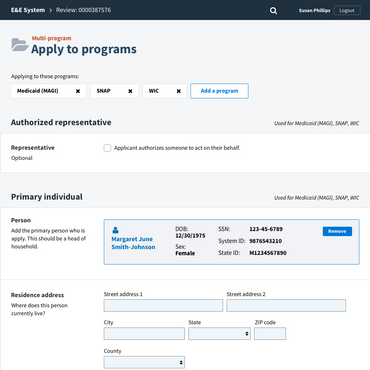 E&E System › Review: 0000387576 Susan Phillips Logout
Multi-program
Apply to programs
Applying to these programs:
Medicaid (MAGI) ✖ SNAP ✖ WIC ✖ Add a program
Authorized representative Used for Medicaid (MAGI), SNAP, WIC
Representative
Optional
Applicant authorizes someone to act on their behalf.
Primary individual Used for Medicaid (MAGI), SNAP, WIC
Person
Add the primary person who is
apply. This should be a head of
household.
Margaret June
Smith-Johnson
DOB:
12/30/1975
Sex:
Female
SSN: 123-45-6789
System ID: 9876543210
State ID: M1234567890
Remove
Residence address
Where does this person
currently live?
Street address 1 Street address 2
City State ZIP code
County